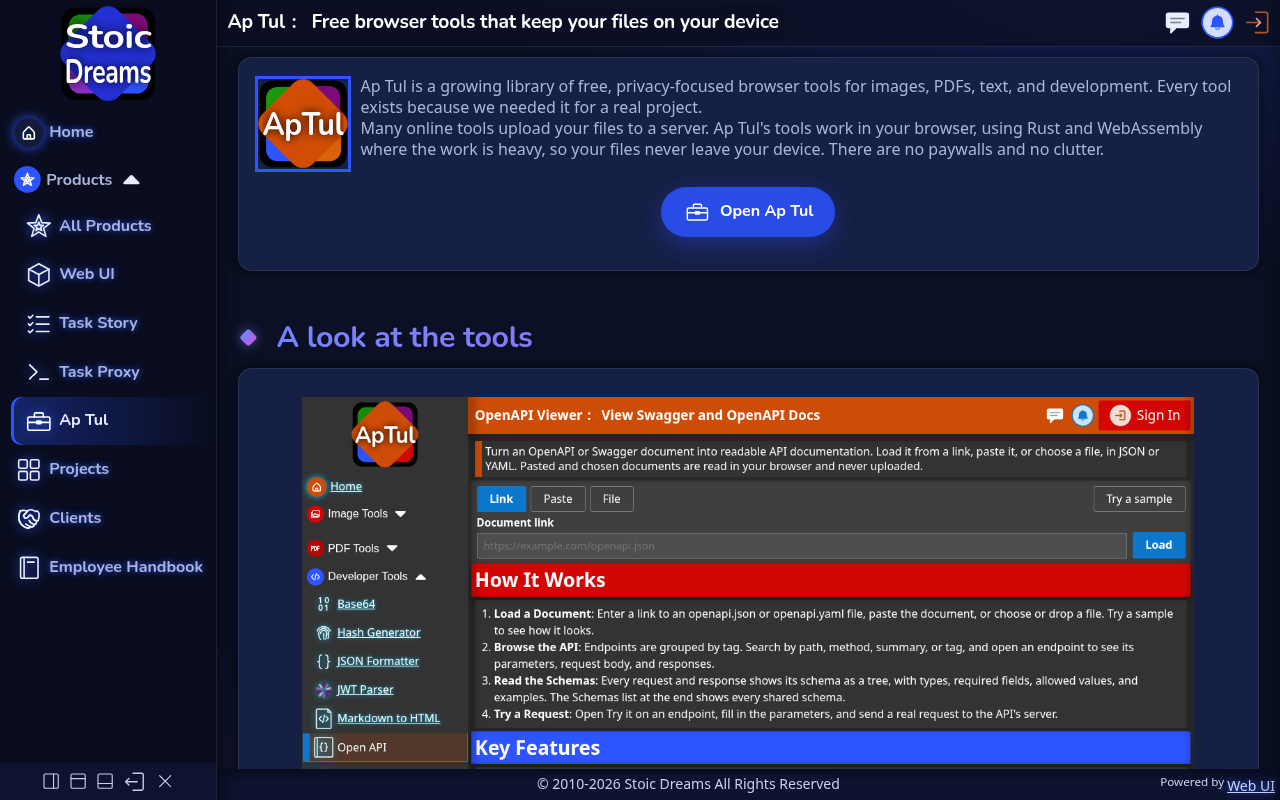 Stoic
Dreams
Home
Products
All Products
Web UI
Task Story
Task Proxy
Ap Tul
Projects
Clients
Employee Handbook
Ap Tul : Free browser tools that keep your files on your device
ApTul
Ap Tul is a growing library of free, privacy-focused browser tools for images, PDFs, text, and development. Every tool
exists because we needed it for a real project.
Many online tools upload your files to a server. Ap Tul's tools work in your browser, using Rust and WebAssembly
where the work is heavy, so your files never leave your device. There are no paywalls and no clutter.
Open Ap Tul
A look at the tools
ApTul
Home
Image Tools
PDF
PDF Tools
Developer Tools
Base64
Hash Generator
JSON Formatter
JWT Parser
Markdown to HTML
Open API
OpenAPI Viewer : View Swagger and OpenAPI Docs
Sign In
Turn an OpenAPI or Swagger document into readable API documentation. Load it from a link, paste it, or choose a file, in JSON or
YAML. Pasted and chosen documents are read in your browser and never uploaded.
Link Paste File Try a sample
Document link
https://example.com/openapi.json
Load
How It Works
1. Load a Document: Enter a link to an openapi.json or openapi.yaml file, paste the document, or choose or drop a file. Try a sample
to see how it looks.
2. Browse the API: Endpoints are grouped by tag. Search by path, method, summary, or tag, and open an endpoint to see its
parameters, request body, and responses.
3. Read the Schemas: Every request and response shows its schema as a tree, with types, required fields, allowed values, and
examples. The Schemas list at the end shows every shared schema.
4. Try a Request: Open Try it on an endpoint, fill in the parameters, and send a real request to the API's server.
Key Features
© 2010-2026 Stoic Dreams All Rights Reserved
Powered by Web UI